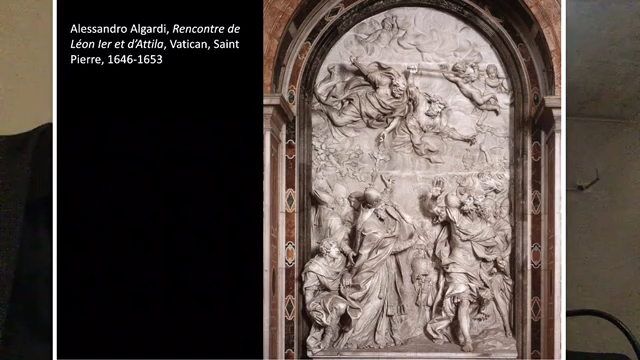 Alessandro Algardi, Rencontre de
Léon Ier et d’Attila, Vatican, Saint
Pierre, 1646-1653